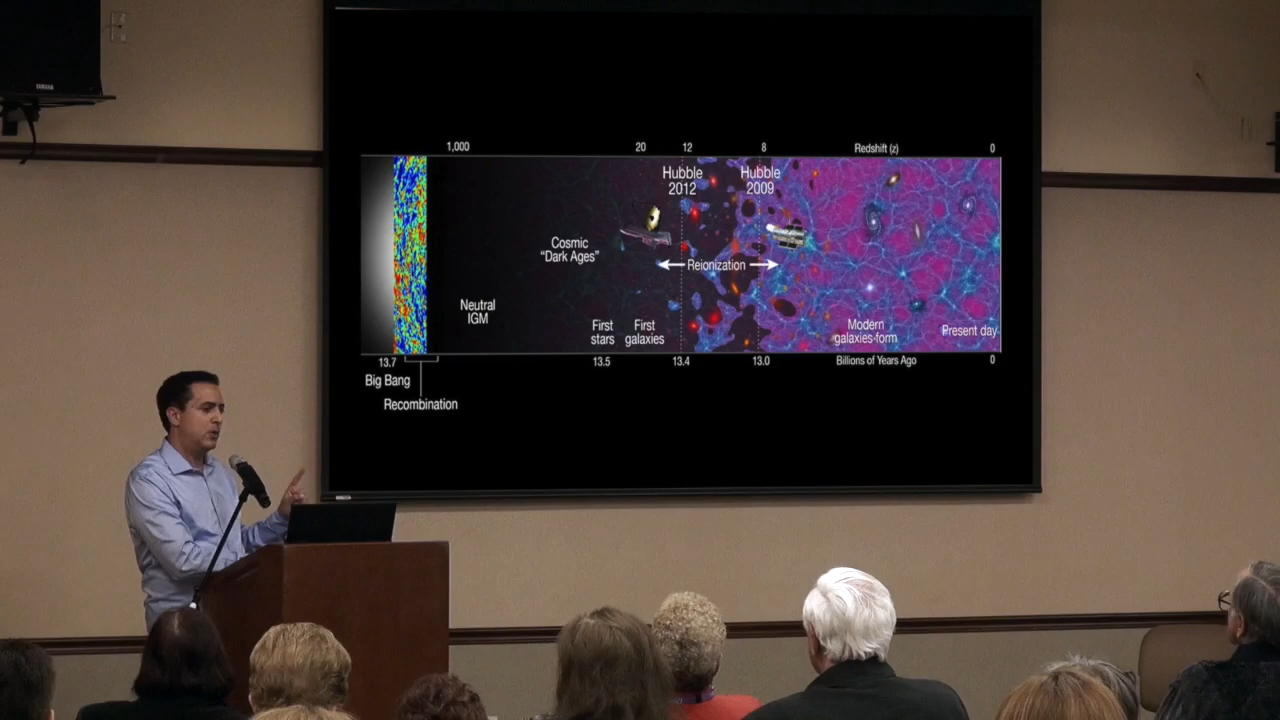 YAMAHA
1,000
20
12
8
Redshift (z)
0
Hubble
2012
Hubble
2009
Cosmic
"Dark Ages"
Reionization
Neutral
IGM
First
stars
First
galaxies
Modern
galaxies form
Present day
13.7
13.5
13.4
13.0
Billions of Years Ago
0
Big Bang
Recombination